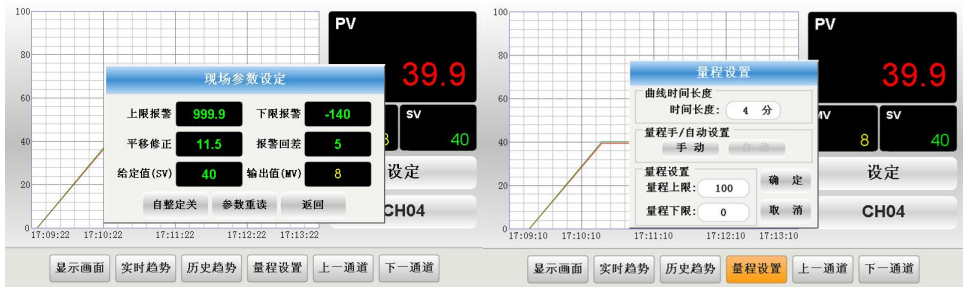 100
80
60
40
20
0
17:09:22 17:10:22 17:11:22 17:12:22 17:13:22
现场参数设定
上限报警 999.9 下限报警 -140
平移修正 11.5 报警回差 5
给定值(SV) 40 输出值(MV) 8
自整定关 参数重读 返回
PV
39.9
SV
8 40
设定
CH04
显示画面 实时趋势 历史趋势 量程设置 上一通道 下一通道
100
80
60
40
20
0
17:09:10 17:10:10 17:11:10 17:12:10 17:13:10
量程设置
曲线时间长度
时间长度: 4 分
量程手/自动设置
手 动 自 动
量程设置
量程上限: 100
量程下限: 0
确 定
取 消
PV
39.9
MV SV
8 40
设定
CH04
显示画面 实时趋势 历史趋势 量程设置 上一通道 下一通道